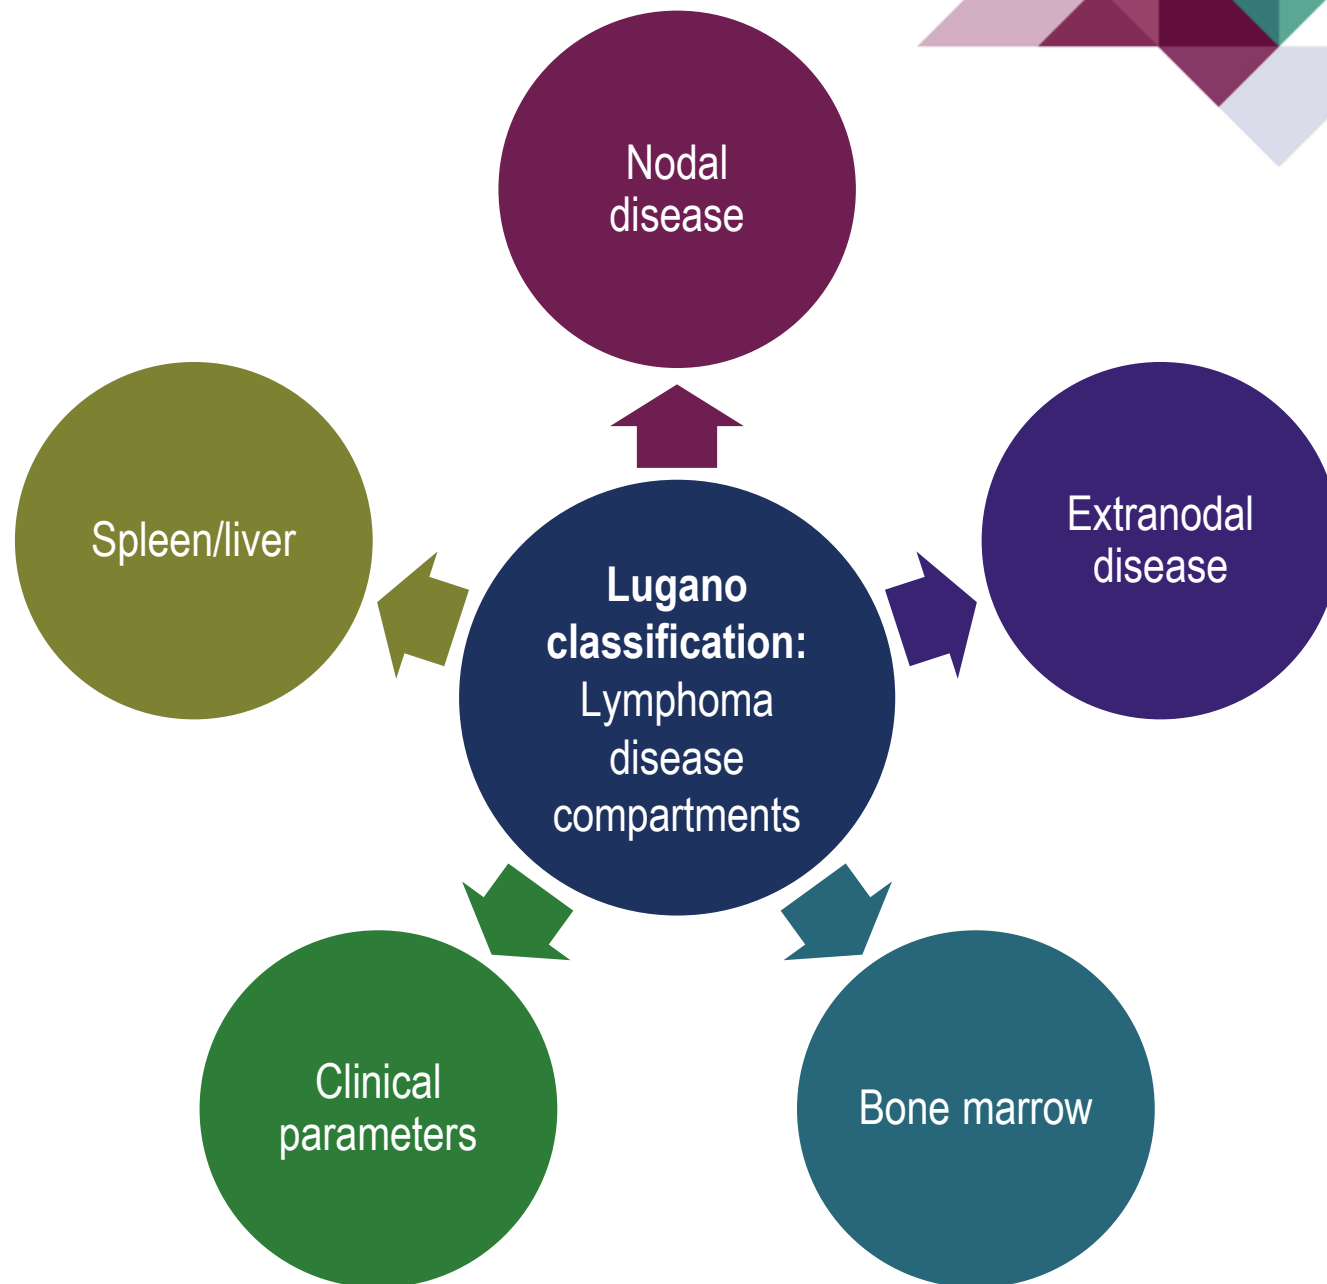 Nodal
disease
Spleen/liver
Extranodal
disease
Lugano
classification:
Lymphoma
disease
compartments
Clinical
parameters
Bone marrow